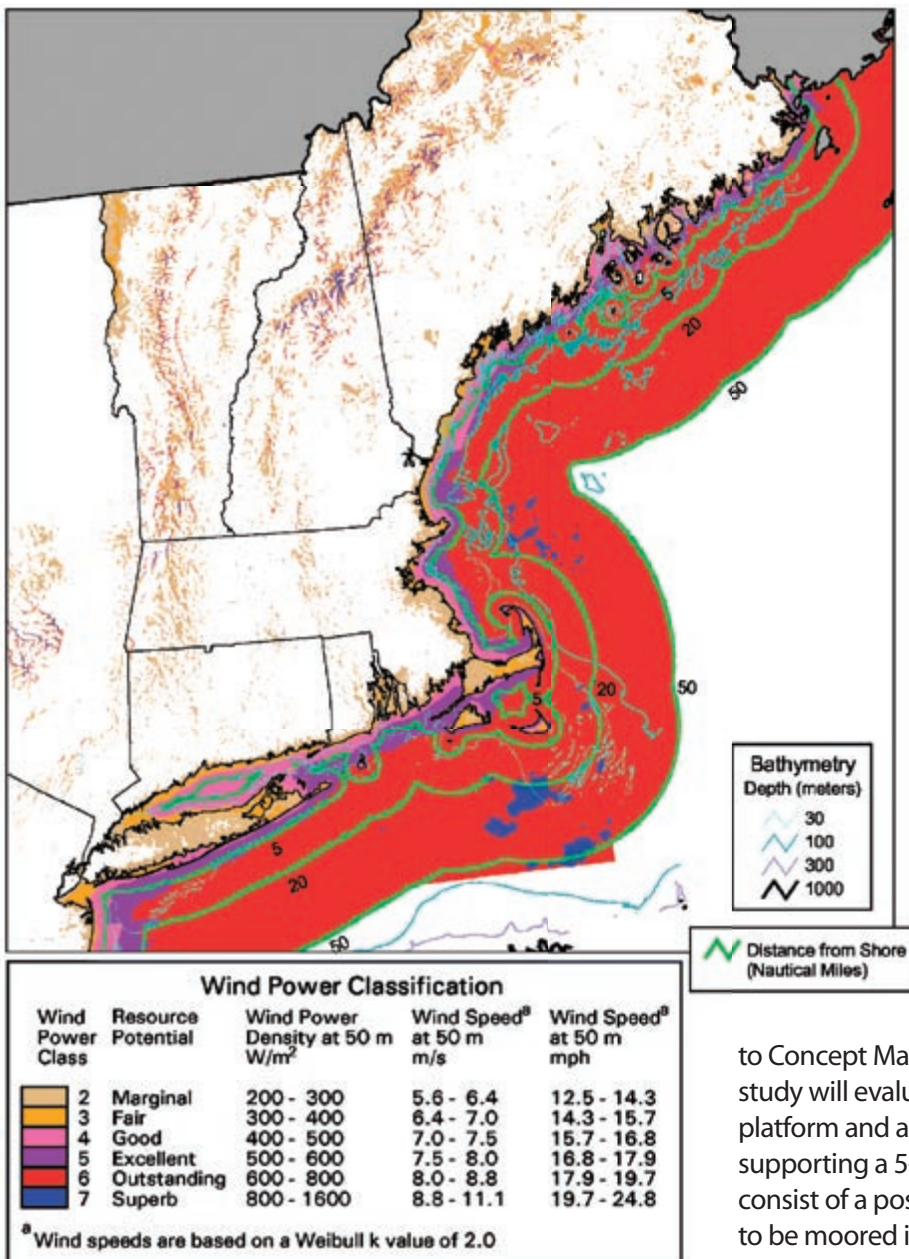 5
20
50
5
20
50
5
20
50
Bathymetry
Depth (meters)
30
100
300
1000
Distance from Shore
(Nautical Miles)
Wind Power Classification
Wind Resource Wind Power Wind Speedᵃ Wind Speedᵃ
Power Potential Density at 50 m at 50 m at 50 m
Class W/m² m/s mph
2 Marginal 200 - 300 5.6 - 6.4 12.5 - 14.3
3 Fair 300 - 400 6.4 - 7.0 14.3 - 15.7
4 Good 400 - 500 7.0 - 7.5 15.7 - 16.8
5 Excellent 500 - 600 7.5 - 8.0 16.8 - 17.9
6 Outstanding 600 - 800 8.0 - 8.8 17.9 - 19.7
7 Superb 800 - 1600 8.8 - 11.1 19.7 - 24.8
ᵃ Wind speeds are based on a Weibull k value of 2.0
to Concept Ma
study will evalu
platform and a
supporting a 5
consist of a pos
to be moored i